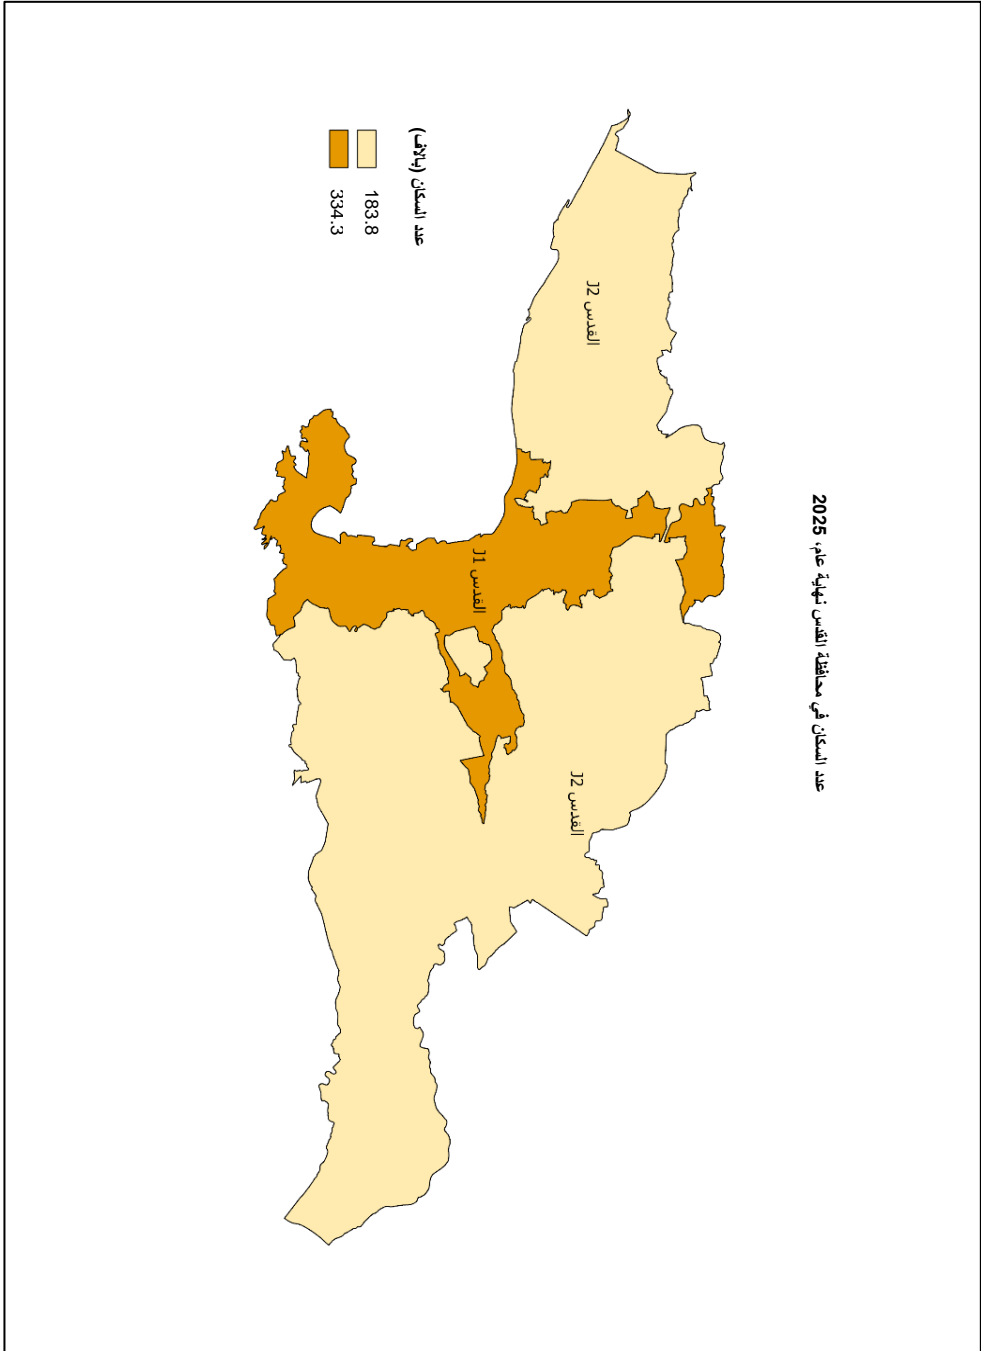 عدد السكان في محافظة القدس نهاية عام، 2025
القدس J2
القدس J1
القدس J2
عدد السكان (بالآلاف)
183.8
334.3